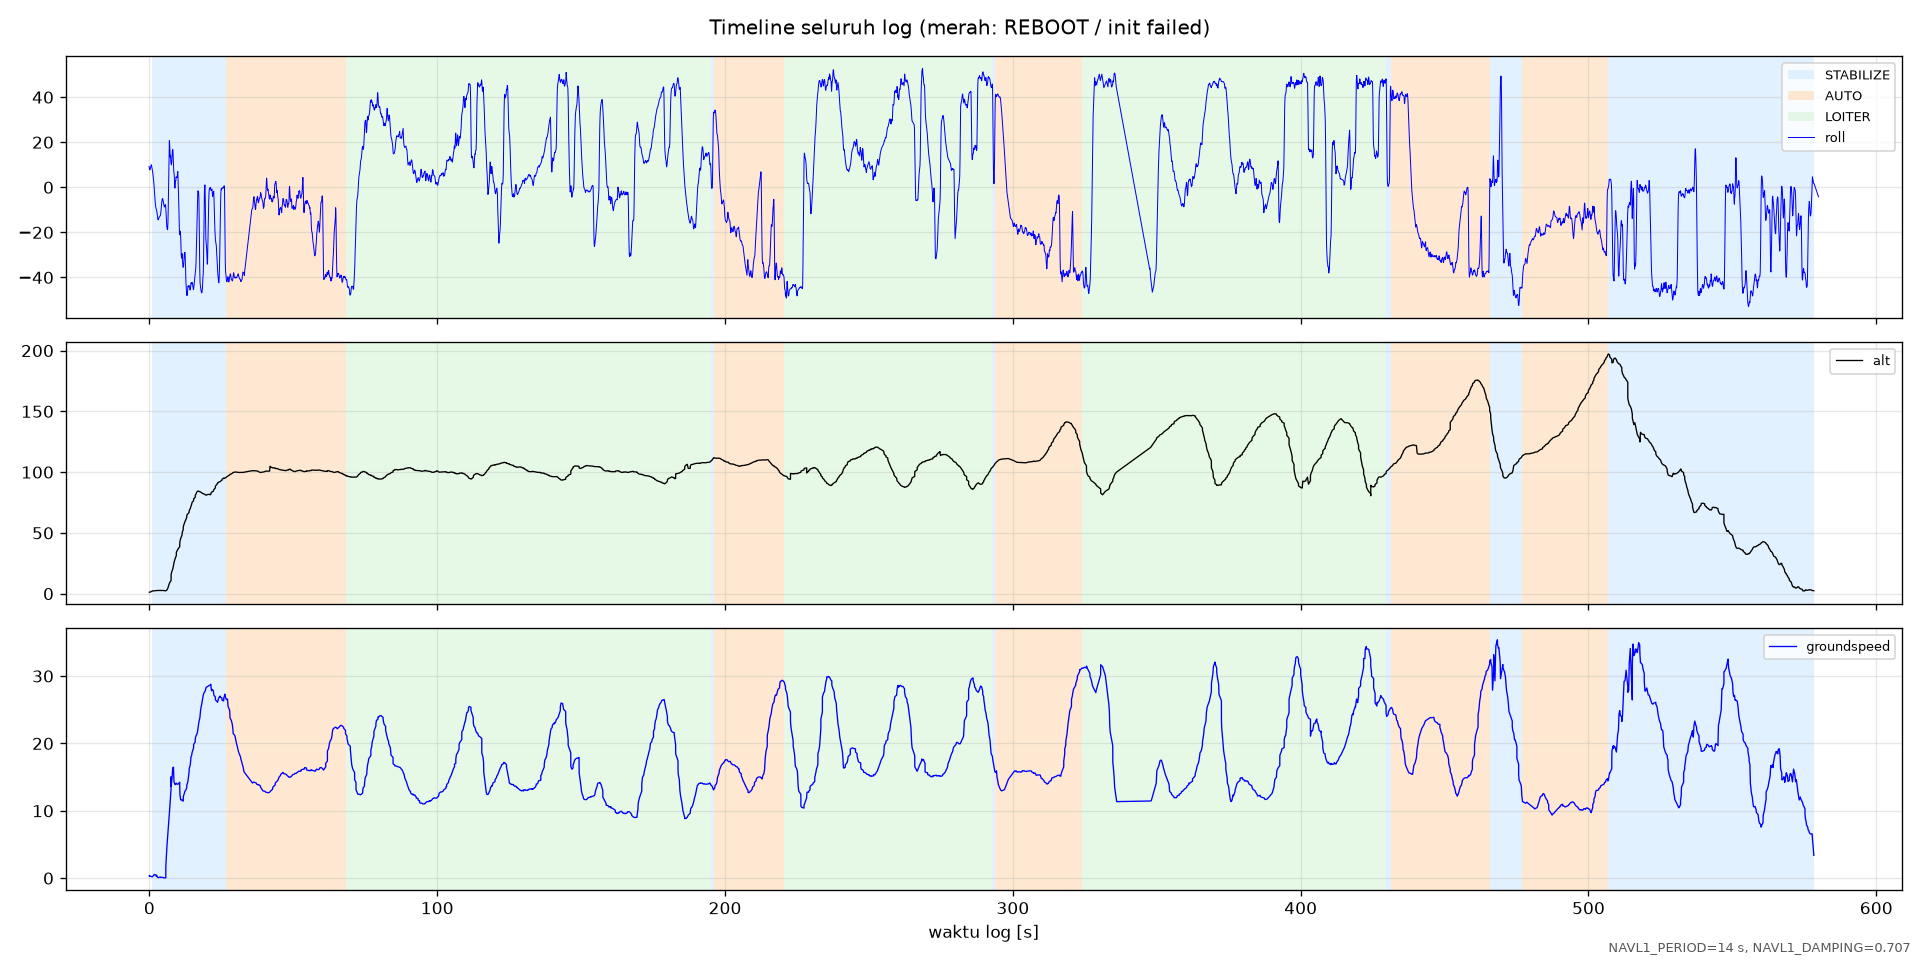 Timeline seluruh log (merah: REBOOT / init failed)
40
20
0
−20
−40
STABILIZE
AUTO
LOITER
roll
200
150
100
50
0
alt
30
20
10
0
groundspeed
0 100 200 300 400 500 600
waktu log [s]
NAVL1_PERIOD=14 s, NAVL1_DAMPING=0.707